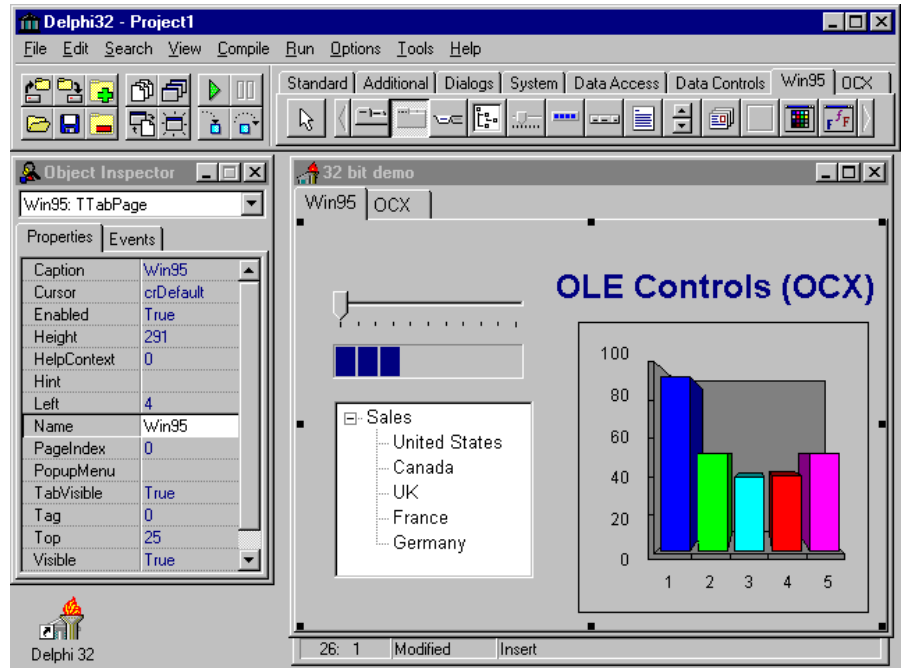 Delphi32 - Project1
File Edit Search View Compile Run Options Tools Help
Standard Additional Dialogs System Data Access Data Controls Win95 OCX
Object Inspector
Win95: TTabPage
Properties Events
Caption Win95
Cursor crDefault
Enabled True
Height 291
HelpContext 0
Hint
Left 4
Name Win95
PageIndex 0
PopupMenu
TabVisible True
Tag 0
Top 25
Visible True
32 bit demo
Win95 OCX
OLE Controls (OCX)
Sales
United States
Canada
UK
France
Germany
100
80
60
40
20
0
1 2 3 4 5
26: 1 Modified Insert
Delphi 32